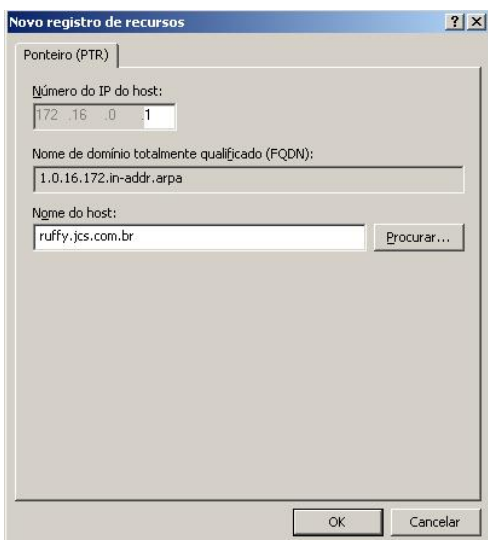 Novo registro de recursos
Ponteiro (PTR)
Número do IP do host:
172 .16 .0 .1
Nome de domínio totalmente qualificado (FQDN):
1.0.16.172.in-addr.arpa
Nome do host:
ruffy.jcs.com.br
Procurar...
OK Cancelar